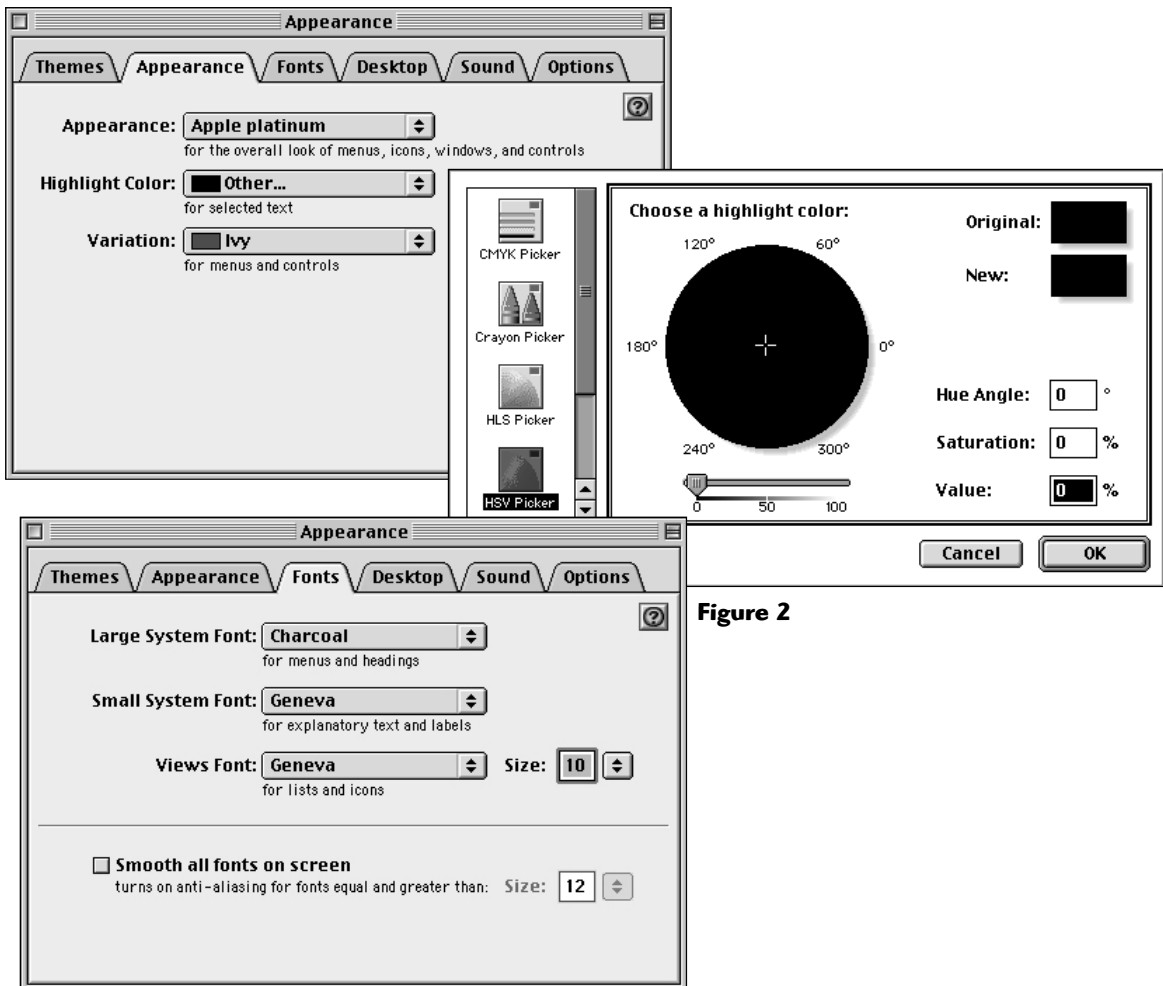 Appearance
Themes Appearance Fonts Desktop Sound Options
Appearance: Apple platinum
for the overall look of menus, icons, windows, and controls
Highlight Color: Other...
for selected text
Variation: Ivy
for menus and controls
CMYK Picker
Crayon Picker
HLS Picker
HSV Picker
Choose a highlight color:
Original:
New:
120° 60°
180° 0°
240° 300°
0 50 100
Hue Angle: 0 °
Saturation: 0 %
Value: 0 %
Cancel OK
Figure 2
Appearance
Themes Appearance Fonts Desktop Sound Options
Large System Font: Charcoal
for menus and headings
Small System Font: Geneva
for explanatory text and labels
Views Font: Geneva Size: 10
for lists and icons
Smooth all fonts on screen
turns on anti-aliasing for fonts equal and greater than: Size: 12